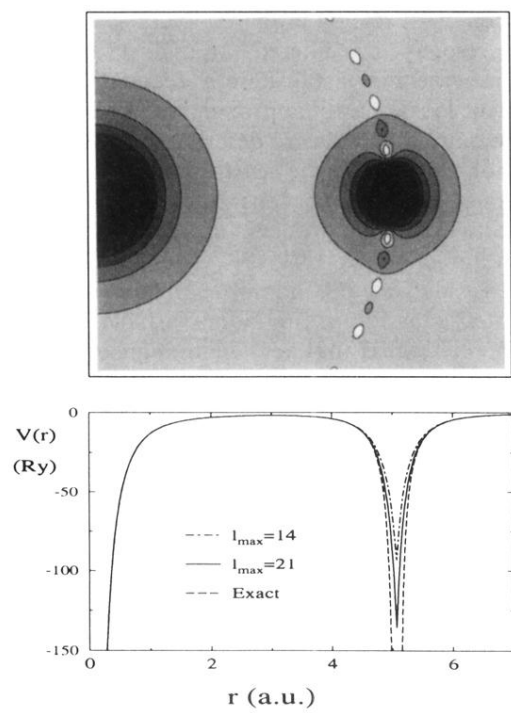 V(r)
(Ry)
0
-50
-100
-150
l_max=14
l_max=21
Exact
0
2
4
6
r (a.u.)